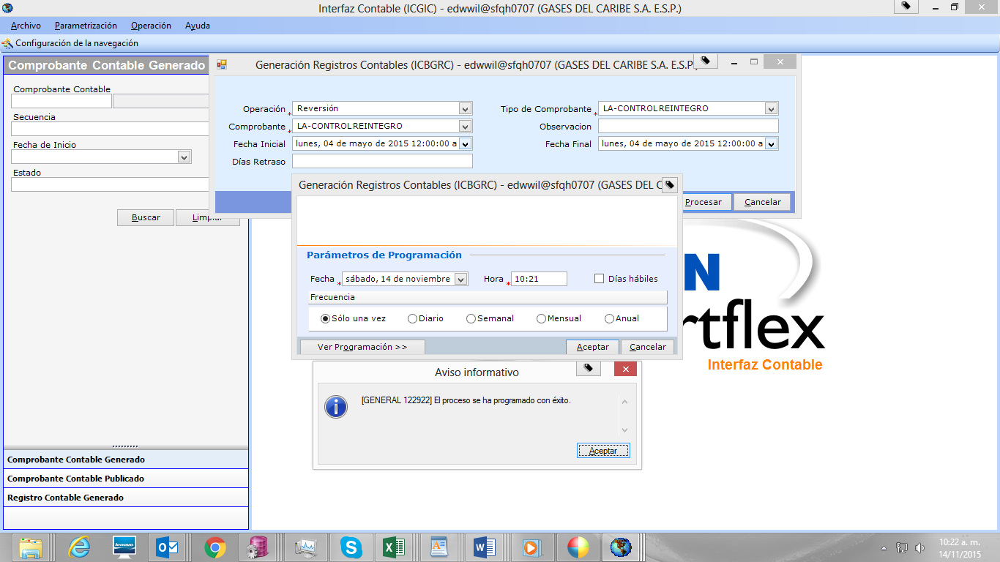 Interfaz Contable (ICGIC) - edwwil@sfqh0707 (GASES DEL CARIBE S.A. E.S.P.)
Archivo Parametrización Operación Ayuda
Configuración de la navegación
Comprobante Contable Generado
Comprobante Contable
Secuencia
Fecha de Inicio
Estado
Buscar Limpiar
Generación Registros Contables (ICBGRC) - edwwil@sfqh0707 (GASES DEL CARIBE S.A. E.S.P.)
Operación * Reversión Tipo de Comprobante * LA-CONTROL REINTEGRO
Comprobante * LA-CONTROL REINTEGRO Observacion
Fecha Inicial lunes, 04 de mayo de 2015 12:00:00 a Fecha Final lunes, 04 de mayo de 2015 12:00:00 a
Días Retraso
Procesar Cancelar
Generación Registros Contables (ICBGRC) - edwwil@sfqh0707 (GASES DEL C
Parámetros de Programación
Fecha * sábado, 14 de noviembre Hora * 10:21 Días hábiles
Frecuencia
Sólo una vez Diario Semanal Mensual Anual
Ver Programación >> Aceptar Cancelar
N
rtflex
Interfaz Contable
Aviso informativo
[GENERAL 122922] El proceso se ha programado con éxito.
Aceptar
Comprobante Contable Generado
Comprobante Contable Publicado
Registro Contable Generado
lenovo
10:22 a. m.
14/11/2015